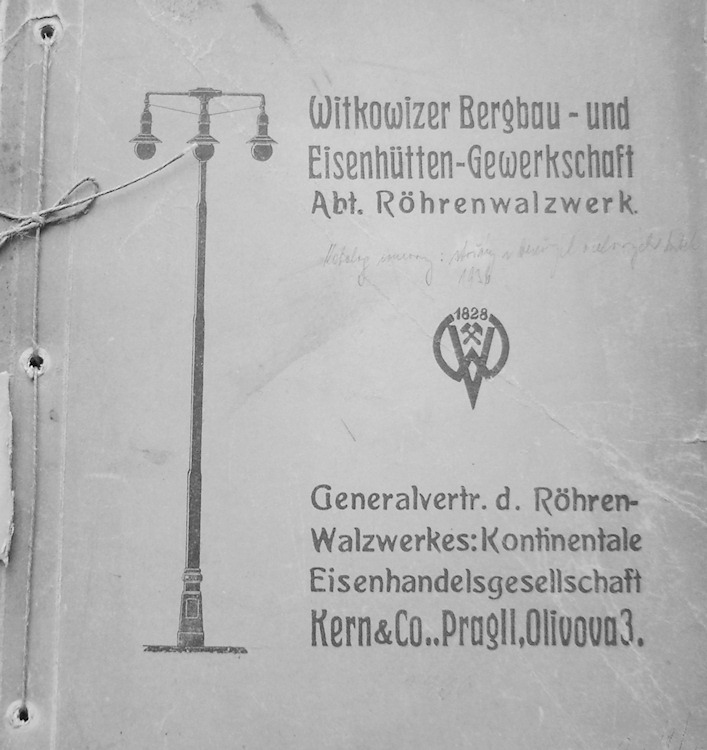 Witkowizer Bergbau - und
Eisenhütten-Gewerkschaft
Abt. Röhrenwalzwerk.
1828
W
Generalvertr. d. Röhren-
Walzwerkes: Kontinentale
Eisenhandelsgesellschaft
Kern & Co.. Prag II, Olivova 3.